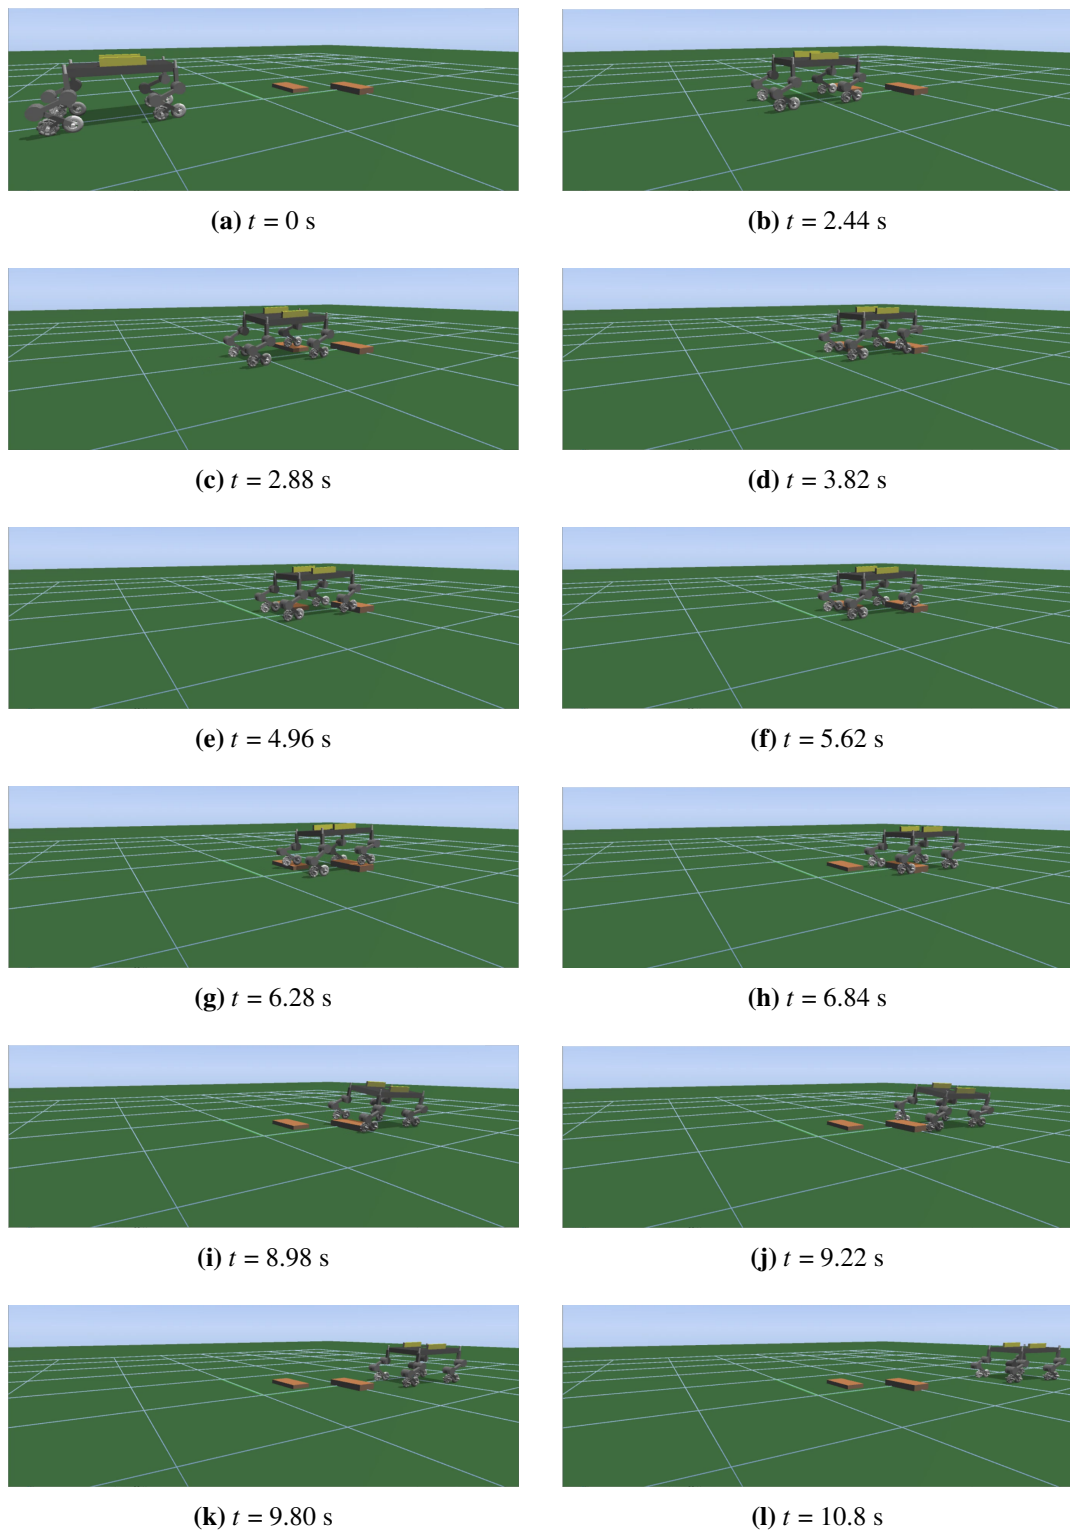 (a) t = 0 s
(b) t = 2.44 s
(c) t = 2.88 s
(d) t = 3.82 s
(e) t = 4.96 s
(f) t = 5.62 s
(g) t = 6.28 s
(h) t = 6.84 s
(i) t = 8.98 s
(j) t = 9.22 s
(k) t = 9.80 s
(l) t = 10.8 s